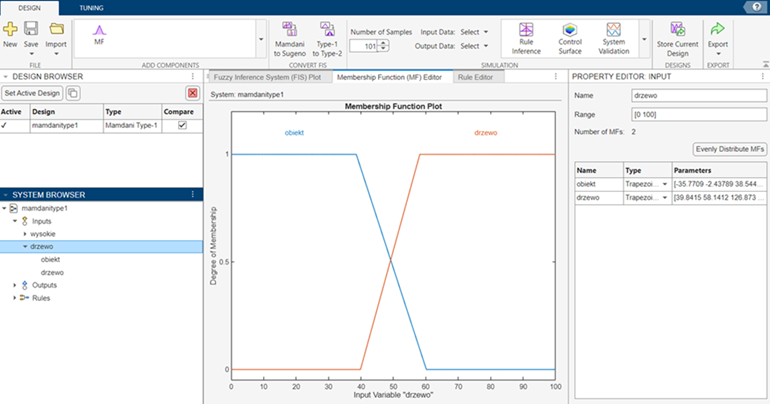 DESIGN TUNING
New Save Import
FILE
MF
ADD COMPONENTS
Mamdani to Sugeno
Type-1 to Type-2
CONVERT FIS
Number of Samples
101
Input Data: Select
Output Data: Select
SIMULATION
Rule Inference
Control Surface
System Validation
Store Current Design
DESIGNS
Export
EXPORT
DESIGN BROWSER
Set Active Design
Active Design Type Compare
mamdanitype1 Mamdani Type-1
SYSTEM BROWSER
mamdanitype1
Inputs
wysokie
drzewo
obiekt
drzewo
Outputs
Rules
Fuzzy Inference System (FIS) Plot Membership Function (MF) Editor Rule Editor
System: mamdanitype1
Membership Function Plot
obiekt drzewo
1
0.5
0
Degree of Membership
0 10 20 30 40 50 60 70 80 90 100
Input Variable "drzewo"
PROPERTY EDITOR: INPUT
Name drzewo
Range [0 100]
Number of MFs: 2
Evenly Distribute MFs
Name Type Parameters
obiekt Trapezoi... [-35.7709 -2.43789 38.544...
drzewo Trapezoi... [39.8415 58.1412 126.873 ...